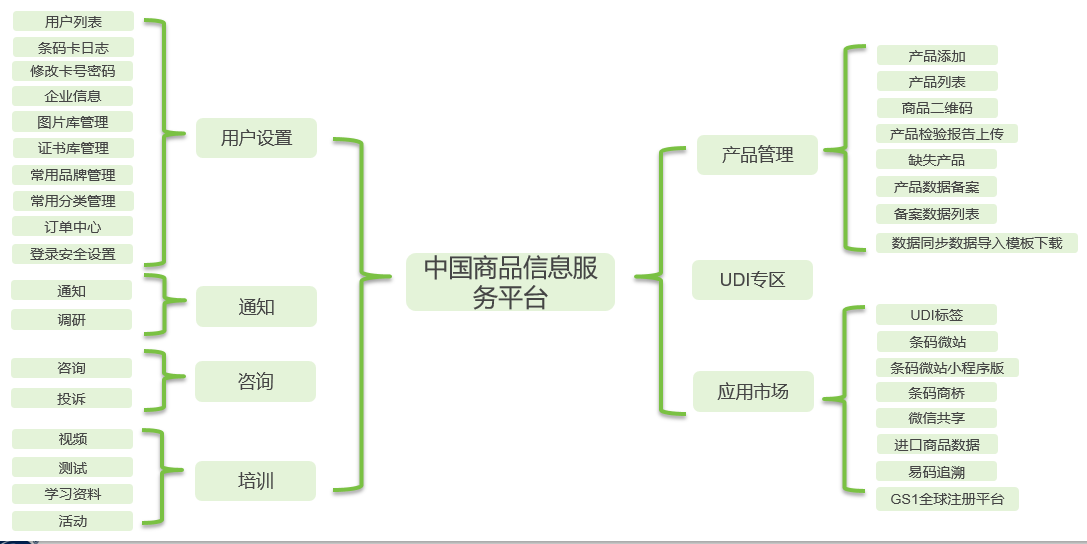 用户列表
条码卡日志
修改卡号密码
企业信息
图片库管理
证书库管理
常用品牌管理
常用分类管理
订单中心
登录安全设置
用户设置
通知
调研
通知
咨询
投诉
咨询
视频
测试
学习资料
活动
培训
中国商品信息服
务平台
产品管理
产品添加
产品列表
商品二维码
产品检验报告上传
缺失产品
产品数据备案
备案数据列表
数据同步数据导入模板下载
UDI专区
应用市场
UDI标签
条码微站
条码微站小程序版
条码商桥
微信共享
进口商品数据
易码追溯
GS1全球注册平台